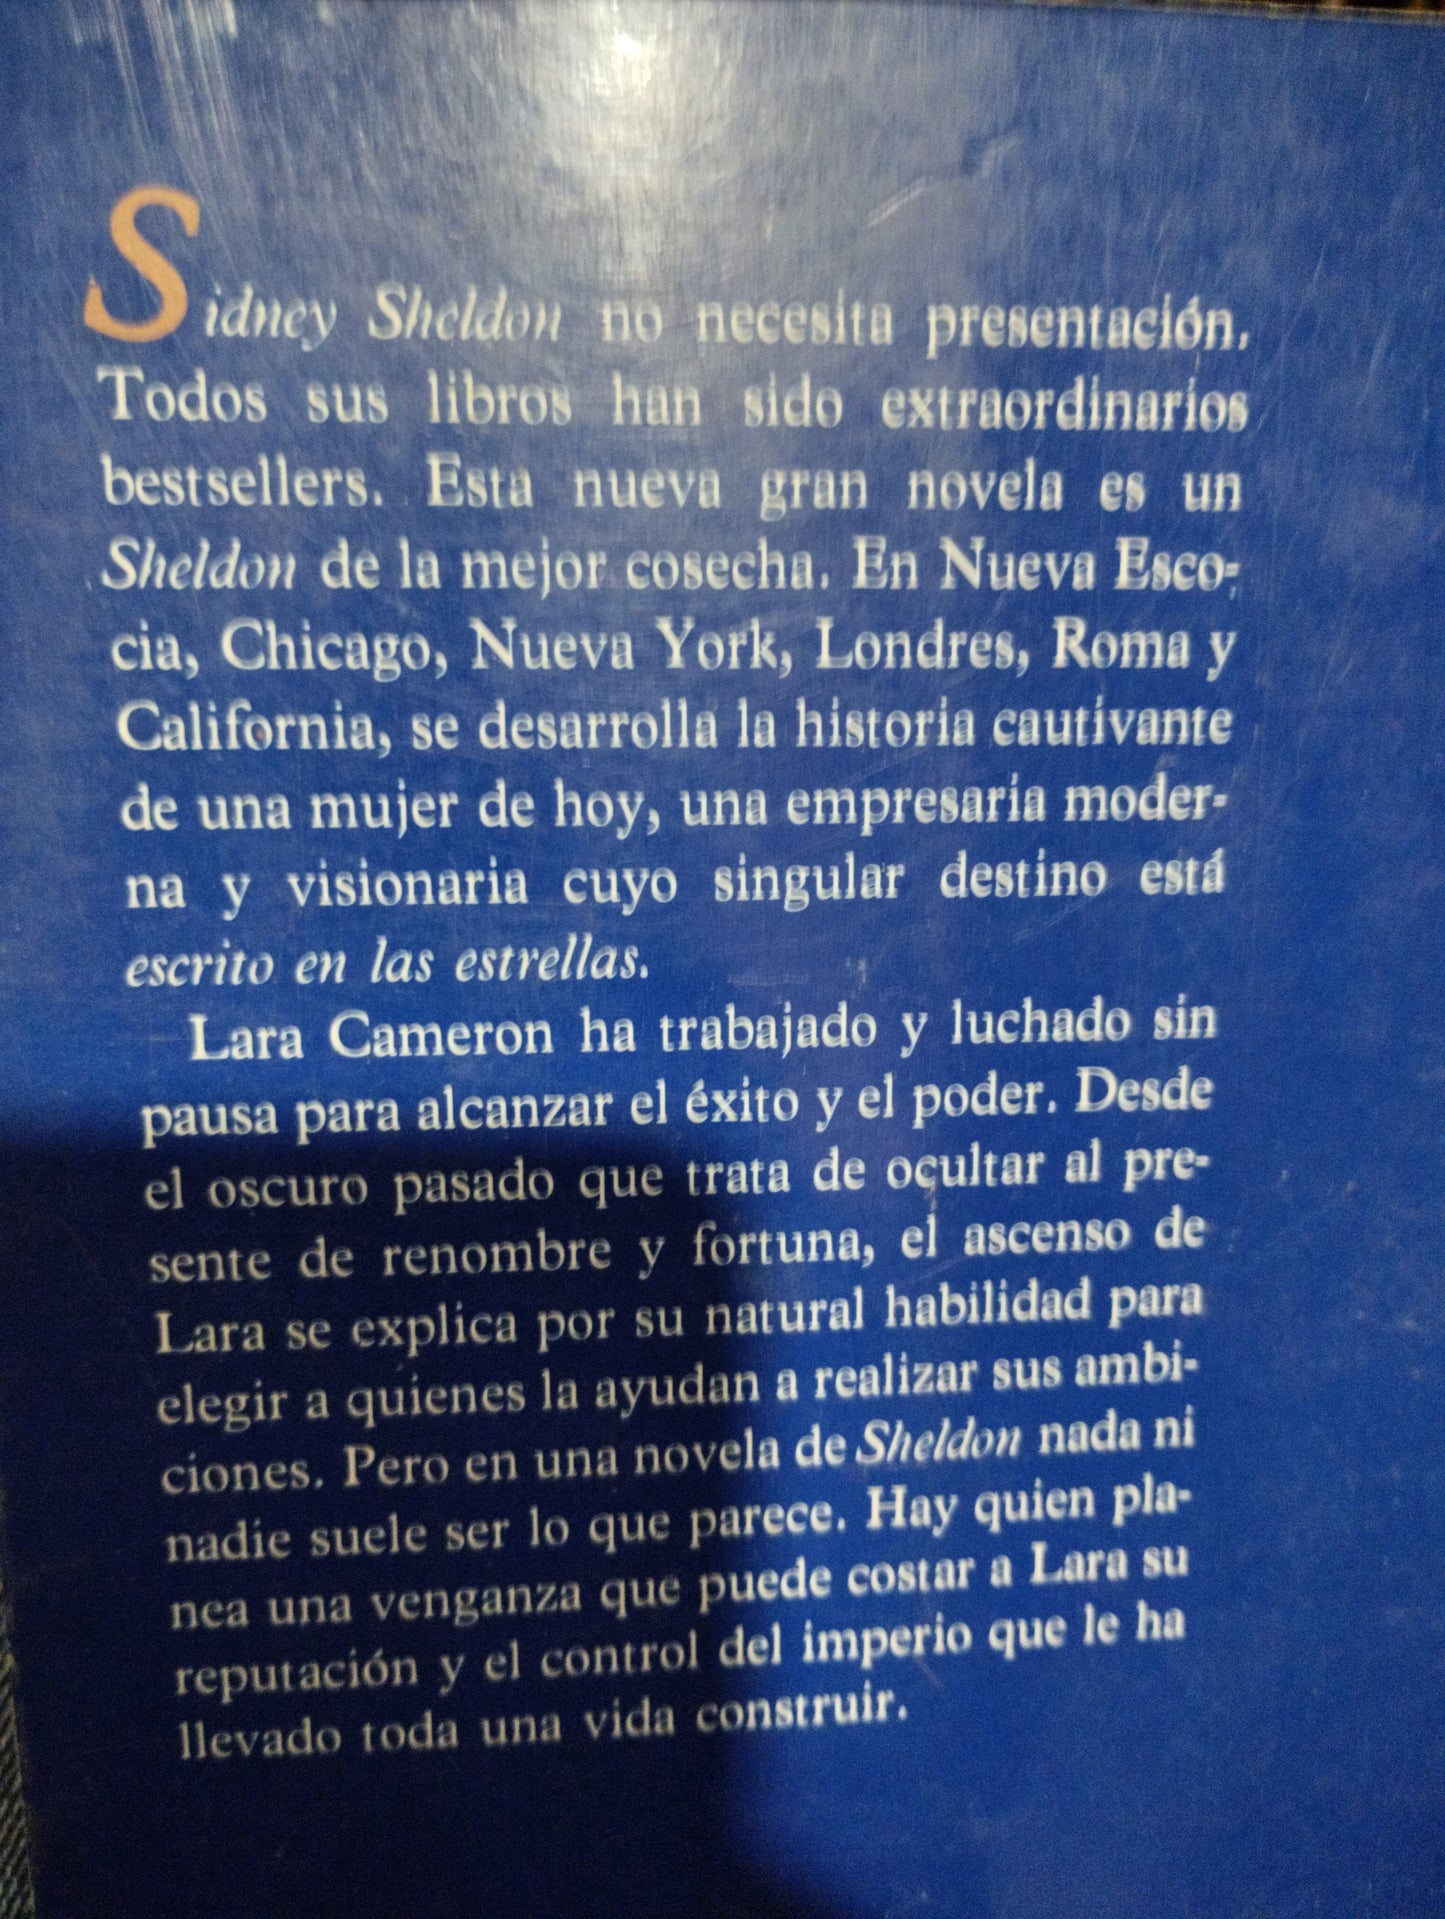 Sidney Sheldon no necesita presentación.
Todos sus libros han sido extraordinarios
bestsellers. Esta nueva gran novela es un
Sheldon de la mejor cosecha. En Nueva Esco-
cia, Chicago, Nueva York, Londres, Roma y
California, se desarrolla la historia cautivante
de una mujer de hoy, una empresaria moder-
na y visionaria cuyo singular destino está
escrito en las estrellas.
Lara Cameron ha trabajado y luchado sin
pausa para alcanzar el éxito y el poder. Desde
el oscuro pasado que trata de ocultar al pre-
sente de renombre y fortuna, el ascenso de
Lara se explica por su natural habilidad para
elegir a quienes la ayudan a realizar sus ambi-
ciones. Pero en una novela de Sheldon nada ni
nadie suele ser lo que parece. Hay quien pla-
nea una venganza que puede costar a Lara su
reputación y el control del imperio que le ha
llevado toda una vida construir.